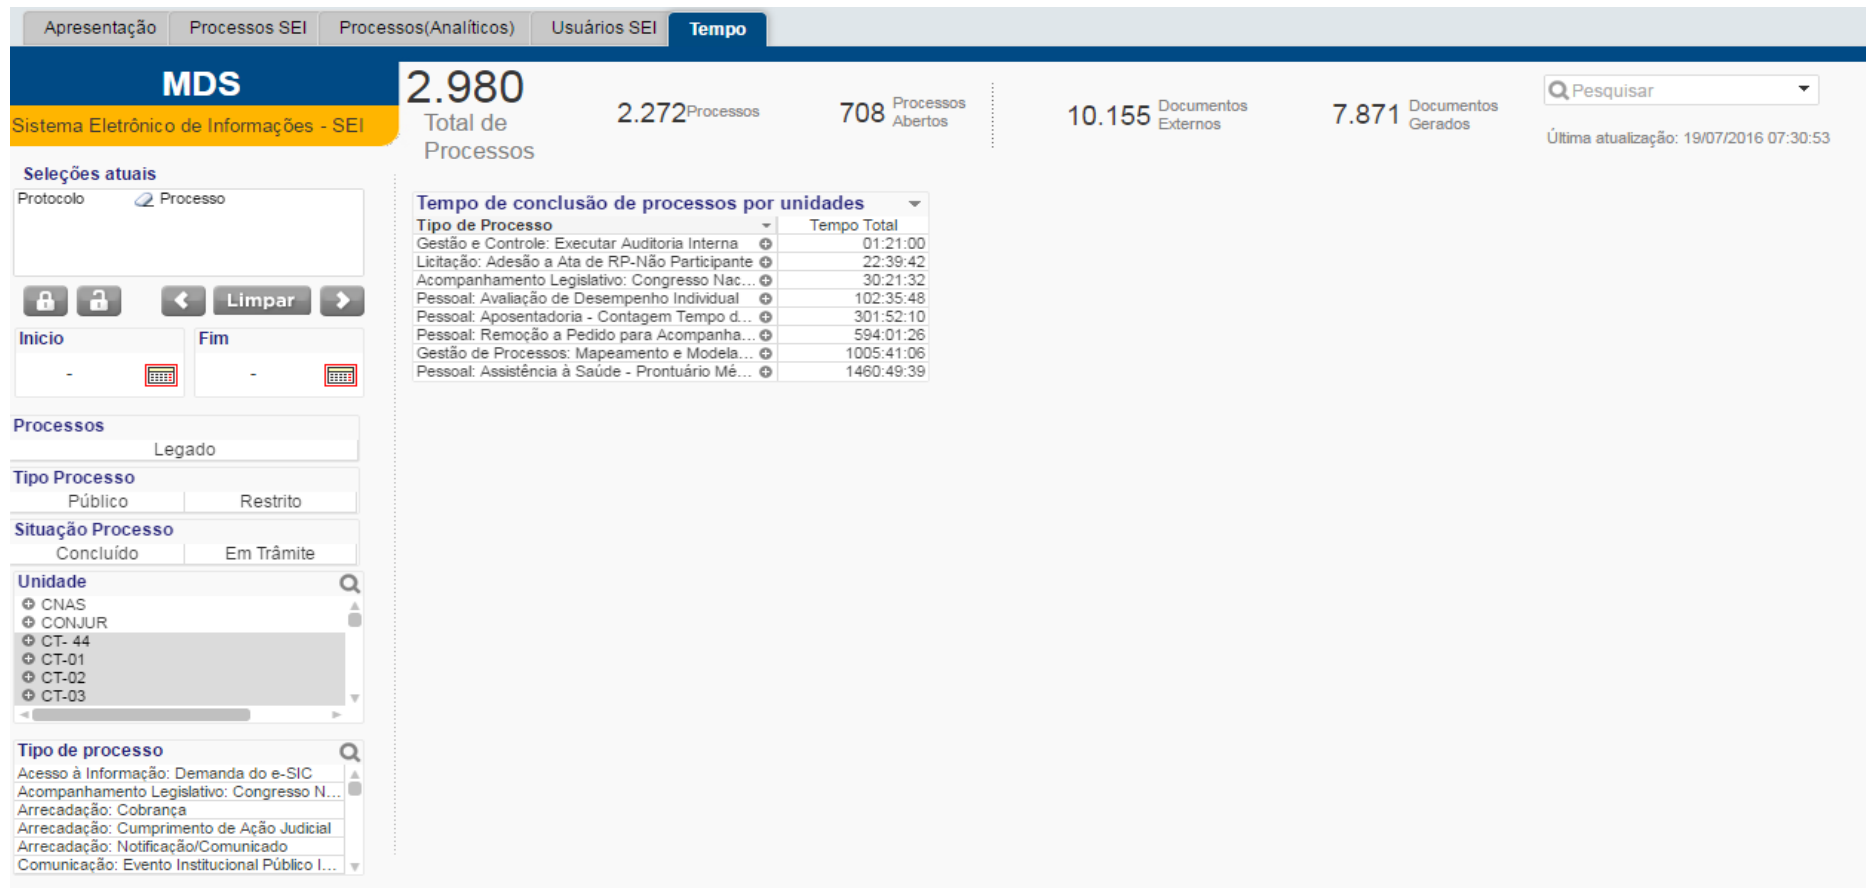 Apresentação Processos SEI Processos(Analíticos) Usuários SEI Tempo
MDS
Sistema Eletrônico de Informações - SEI
2.980
Total de
Processos
2.272 Processos
708 Processos
Abertos
10.155 Documentos
Externos
7.871 Documentos
Gerados
Pesquisar
Última atualização: 19/07/2016 07:30:53
Seleções atuais
Protocolo Processo
Limpar
Inicio Fim
- -
Processos
Legado
Tipo Processo
Público Restrito
Situação Processo
Concluído Em Trâmite
Unidade
CNAS
CONJUR
CT- 44
CT-01
CT-02
CT-03
Tipo de processo
Acesso à Informação: Demanda do e-SIC
Acompanhamento Legislativo: Congresso N...
Arrecadação: Cobrança
Arrecadação: Cumprimento de Ação Judicial
Arrecadação: Notificação/Comunicado
Comunicação: Evento Institucional Público I...
Tempo de conclusão de processos por unidades
Tipo de Processo Tempo Total
Gestão e Controle: Executar Auditoria Interna 01:21:00
Licitação: Adesão a Ata de RP-Não Participante 22:39:42
Acompanhamento Legislativo: Congresso Nac... 30:21:32
Pessoal: Avaliação de Desempenho Individual 102:35:48
Pessoal: Aposentadoria - Contagem Tempo d... 301:52:10
Pessoal: Remoção a Pedido para Acompanha... 594:01:26
Gestão de Processos: Mapeamento e Modela... 1005:41:06
Pessoal: Assistência à Saúde - Prontuário Mé... 1460:49:39